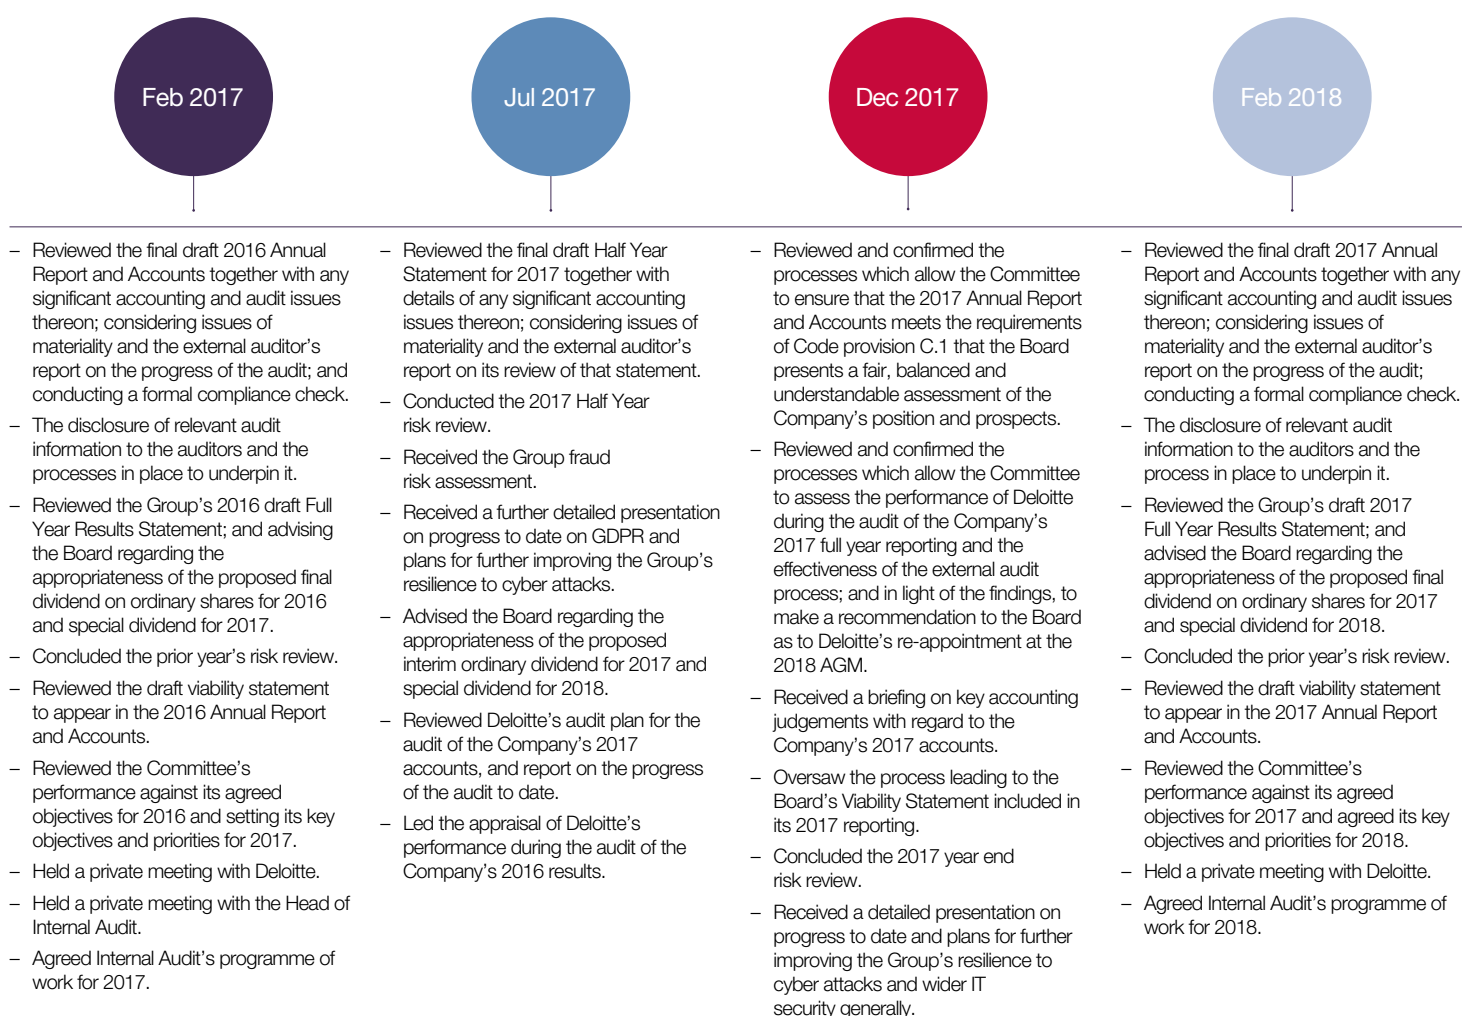 Feb 2017
Jul 2017
Dec 2017
Feb 2018
– Reviewed the final draft 2016 Annual
Report and Accounts together with any
significant accounting and audit issues
thereon; considering issues of
materiality and the external auditor’s
report on the progress of the audit; and
conducting a formal compliance check.
– The disclosure of relevant audit
information to the auditors and the
processes in place to underpin it.
– Reviewed the Group’s 2016 draft Full
Year Results Statement; and advising
the Board regarding the
appropriateness of the proposed final
dividend on ordinary shares for 2016
and special dividend for 2017.
– Concluded the prior year’s risk review.
– Reviewed the draft viability statement
to appear in the 2016 Annual Report
and Accounts.
– Reviewed the Committee’s
performance against its agreed
objectives for 2016 and setting its key
objectives and priorities for 2017.
– Held a private meeting with Deloitte.
– Held a private meeting with the Head of
Internal Audit.
– Agreed Internal Audit’s programme of
work for 2017.
– Reviewed the final draft Half Year
Statement for 2017 together with
details of any significant accounting
issues thereon; considering issues of
materiality and the external auditor’s
report on its review of that statement.
– Conducted the 2017 Half Year
risk review.
– Received the Group fraud
risk assessment.
– Received a further detailed presentation
on progress to date on GDPR and
plans for further improving the Group’s
resilience to cyber attacks.
– Advised the Board regarding the
appropriateness of the proposed
interim ordinary dividend for 2017 and
special dividend for 2018.
– Reviewed Deloitte’s audit plan for the
audit of the Company’s 2017
accounts, and report on the progress
of the audit to date.
– Led the appraisal of Deloitte’s
performance during the audit of the
Company’s 2016 results.
– Reviewed and confirmed the
processes which allow the Committee
to ensure that the 2017 Annual Report
and Accounts meets the requirements
of Code provision C.1 that the Board
presents a fair, balanced and
understandable assessment of the
Company’s position and prospects.
– Reviewed and confirmed the
processes which allow the Committee
to assess the performance of Deloitte
during the audit of the Company’s
2017 full year reporting and the
effectiveness of the external audit
process; and in light of the findings, to
make a recommendation to the Board
as to Deloitte’s re-appointment at the
2018 AGM.
– Received a briefing on key accounting
judgements with regard to the
Company’s 2017 accounts.
– Oversaw the process leading to the
Board’s Viability Statement included in
its 2017 reporting.
– Concluded the 2017 year end
risk review.
– Received a detailed presentation on
progress to date and plans for further
improving the Group’s resilience to
cyber attacks and wider IT
security generally.
– Reviewed the final draft 2017 Annual
Report and Accounts together with any
significant accounting and audit issues
thereon; considering issues of
materiality and the external auditor’s
report on the progress of the audit;
conducting a formal compliance check.
– The disclosure of relevant audit
information to the auditors and the
process in place to underpin it.
– Reviewed the Group’s draft 2017
Full Year Results Statement; and
advised the Board regarding the
appropriateness of the proposed final
dividend on ordinary shares for 2017
and special dividend for 2018.
– Concluded the prior year’s risk review.
– Reviewed the draft viability statement
to appear in the 2017 Annual Report
and Accounts.
– Reviewed the Committee’s
performance against its agreed
objectives for 2017 and agreed its key
objectives and priorities for 2018.
– Held a private meeting with Deloitte.
– Agreed Internal Audit’s programme of
work for 2018.